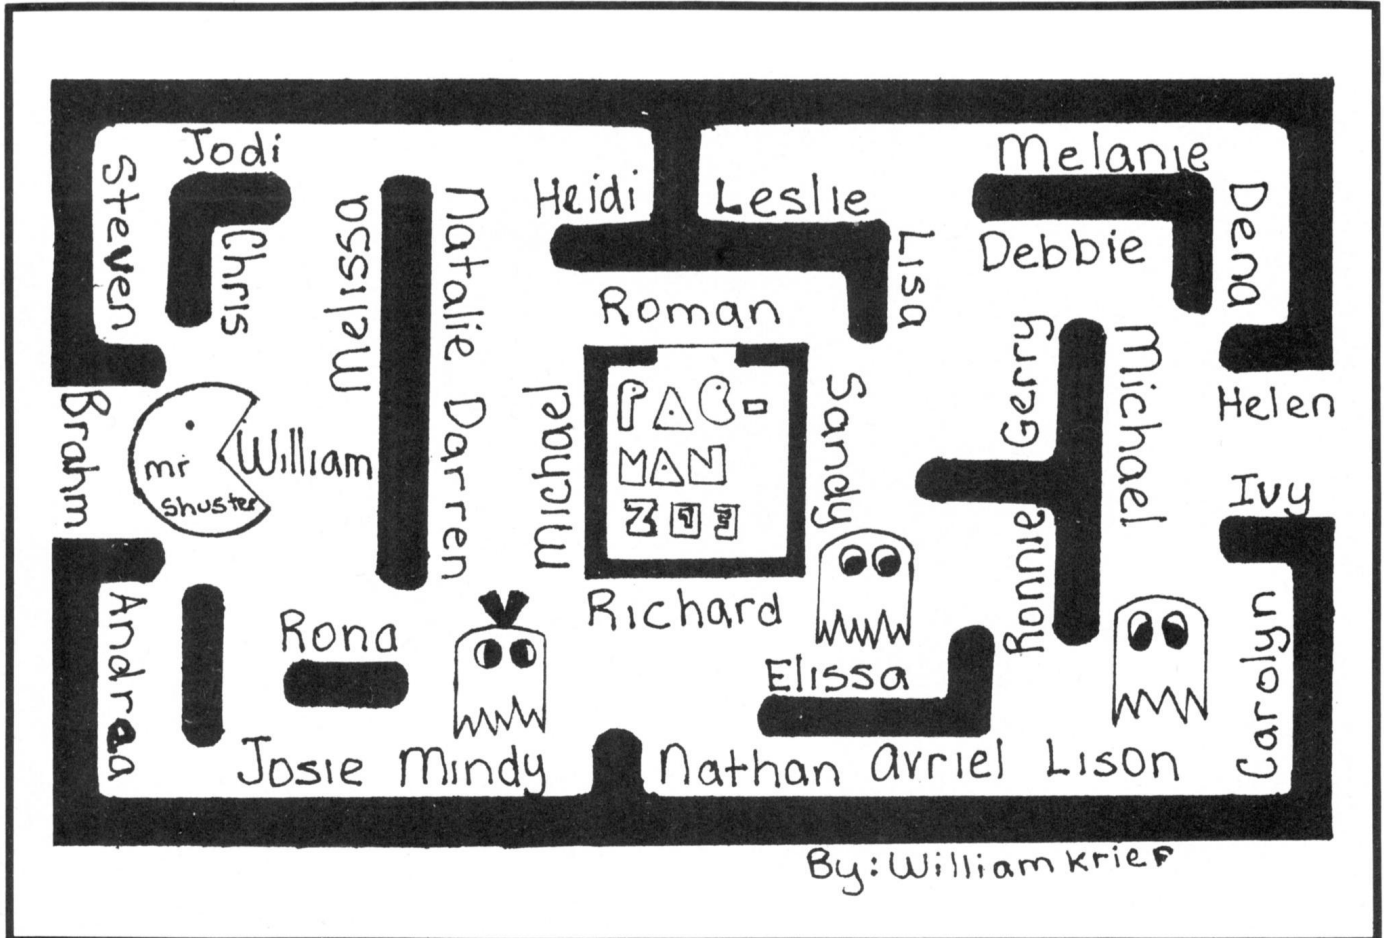 Jodi
Steven
Chris
Melissa
Natalie
Heidi
Leslie
Lisa
Melanie
Debbie
Dena
Roman
Brahm
mr
Shuster
William
Darren
Michael
PAC-
MAN
Sandy
Gerry
Michael
Helen
Ivy
Ronnie
Richard
Andrea
Rona
Elissa
Carolyn
Josie Mindy Nathan avriel Lison
By: William Krief